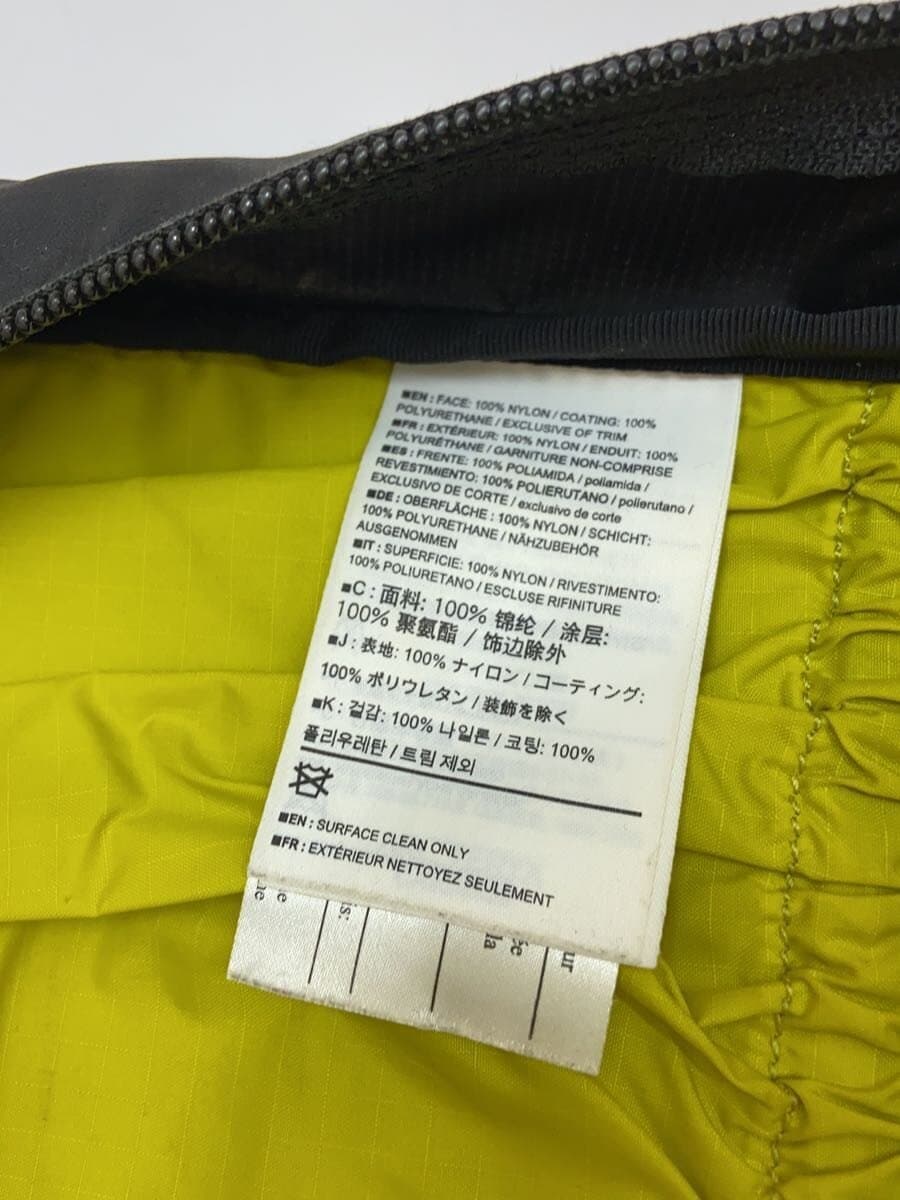 ■EN : FACE: 100% NYLON / COATING: 100%
POLYURETHANE / EXCLUSIVE OF TRIM
■FR : EXTÉRIEUR: 100% NYLON / ENDUIT: 100%
POLYURÉTHANE / GARNITURE NON-COMPRISE
■ES : FRENTE: 100% POLIAMIDA / poliamida /
REVESTIMIENTO: 100% POLIERUTANO / polierutano /
EXCLUSIVO DE CORTE / exclusivo de corte
■DE : OBERFLÄCHE : 100% NYLON / SCHICHT:
100% POLYURETHANE / NÄHZUBEHÖR
AUSGENOMMEN
■IT : SUPERFICIE: 100% NYLON / RIVESTIMENTO:
100% POLIURETANO / ESCLUSE RIFINITURE
■C : 面料: 100% 锦纶 / 涂层:
100% 聚氨酯 / 饰边除外
■J : 表地: 100% ナイロン / コーティング:
100% ポリウレタン / 装飾を除く
■K : 겉감: 100% 나일론 / 코팅: 100%
폴리우레탄 / 트림 제외
■EN : SURFACE CLEAN ONLY
■FR : EXTÉRIEUR NETTOYEZ SEULEMENT
ne
e
is:
la
ée
ur